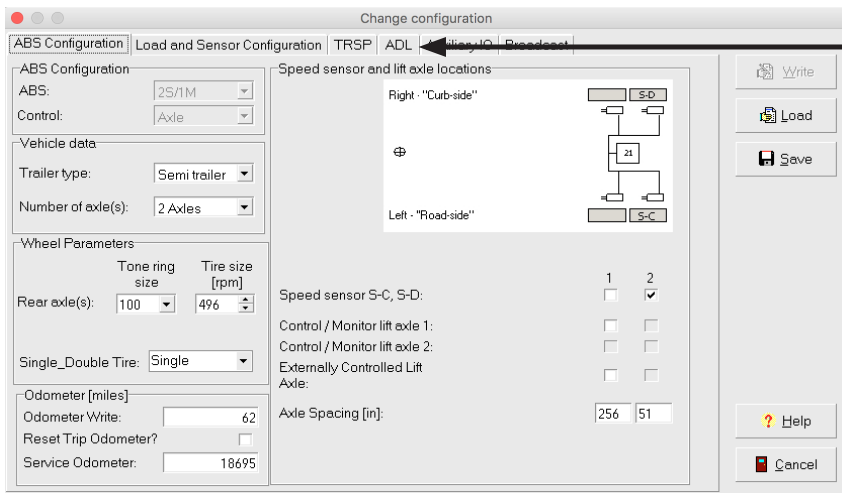 Change configuration
ABS Configuration Load and Sensor Configuration TRSP ADL Auxiliary IO Broadcast
ABS Configuration
ABS: 2S/1M
Control: Axle
Vehicle data
Trailer type: Semi trailer
Number of axle(s): 2 Axles
Wheel Parameters
Tone ring size Tire size [rpm]
Rear axle(s): 100 496
Single_Double Tire: Single
Odometer [miles]
Odometer Write: 62
Reset Trip Odometer?
Service Odometer: 18695
Speed sensor and lift axle locations
Right - "Curb-side" S-D
21
Left - "Road-side" S-C
1 2
Speed sensor S-C, S-D:
Control / Monitor lift axle 1:
Control / Monitor lift axle 2:
Externally Controlled Lift
Axle:
Axle Spacing [in]: 256 51
Write
Load
Save
Help
Cancel